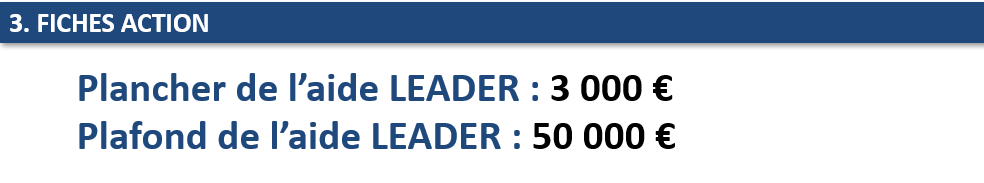 3. FICHES ACTION
Plancher de l’aide LEADER : 3 000 €
Plafond de l’aide LEADER : 50 000 €